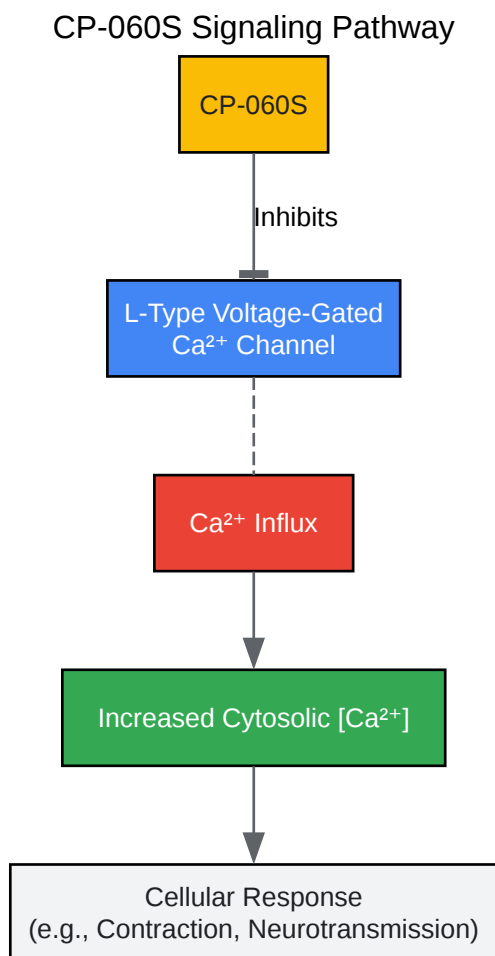 CP-060S Signaling Pathway
CP-060S
Inhibits
L-Type Voltage-Gated
Ca²⁺ Channel
Ca²⁺ Influx
Increased Cytosolic [Ca²⁺]
Cellular Response
(e.g., Contraction, Neurotransmission)